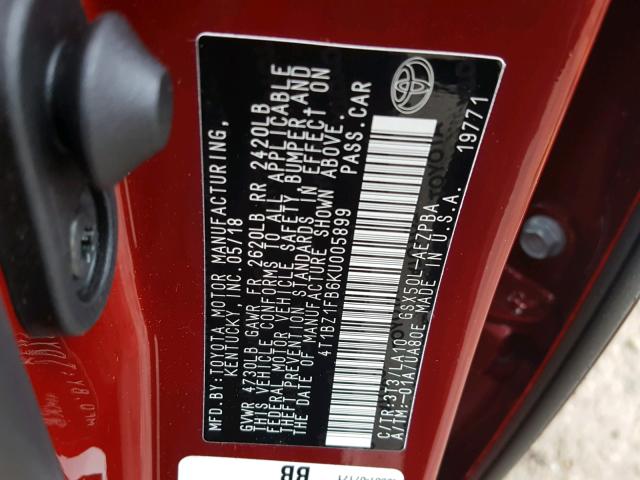 MFD. BY: TOYOTA MOTOR MANUFACTURING,
KENTUCKY, INC. 05/18
GVWR 4730LB GAWR FR 2620LB RR 2420LB
THIS VEHICLE CONFORMS TO ALL APPLICABLE
FEDERAL MOTOR VEHICLE SAFETY, BUMPER, AND
THEFT PREVENTION STANDARDS IN EFFECT ON
THE DATE OF MANUFACTURE SHOWN ABOVE.
4T1BZ1FB6KU005889 PASS. CAR
C/TR: 3T3/LA10 GSX50L-AEZPBA
A/TM: -01A/UA80E MADE IN U.S.A.
19771
TOYOTA
BB